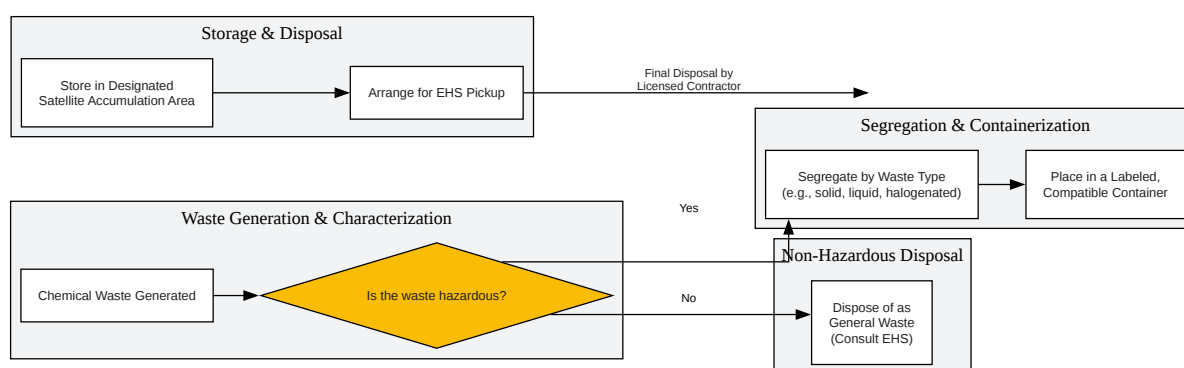 Storage & Disposal
Store in Designated
Satellite Accumulation Area
Arrange for EHS Pickup
Final Disposal by
Licensed Contractor
Segregation & Containerization
Segregate by Waste Type
(e.g., solid, liquid, halogenated)
Place in a Labeled,
Compatible Container
Waste Generation & Characterization
Chemical Waste Generated
Is the waste hazardous?
Yes
No
Non-Hazardous Disposal
Dispose of as
General Waste
(Consult EHS)